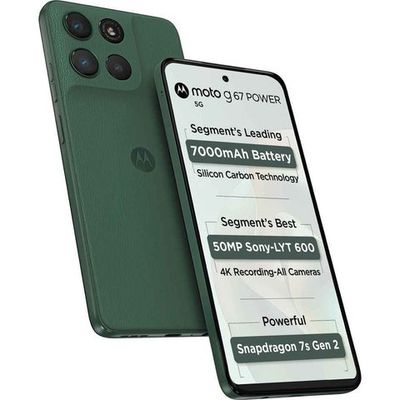 moto g67 POWER
5G
Segment's Leading
7000mAh Battery
Silicon Carbon Technology
Segment's Best
50MP Sony-LYT 600
4K Recording-All Cameras
Powerful
Snapdragon 7s Gen 2